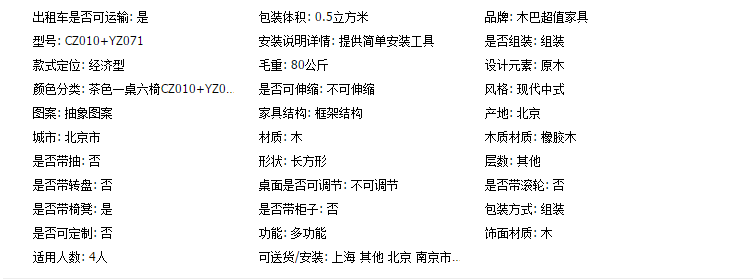 出租车是否可运输: 是 包装体积: 0.5立方米 品牌: 木巴超值家具
型号: CZ010+YZ071 安装说明详情: 提供简单安装工具 是否组装: 组装
款式定位: 经济型 毛重: 80公斤 设计元素: 原木
颜色分类: 茶色一桌六椅CZ010+YZ0.. 是否可伸缩: 不可伸缩 风格: 现代中式
图案: 抽象图案 家具结构: 框架结构 产地: 北京
城市: 北京市 材质: 木 木质材质: 橡胶木
是否带抽: 否 形状: 长方形 层数: 其他
是否带转盘: 否 桌面是否可调节: 不可调节 是否带滚轮: 否
是否带椅凳: 是 是否带柜子: 否 包装方式: 组装
是否可定制: 否 功能: 多功能 饰面材质: 木
适用人数: 4人 可送货/安装: 上海 其他 北京 南京市..